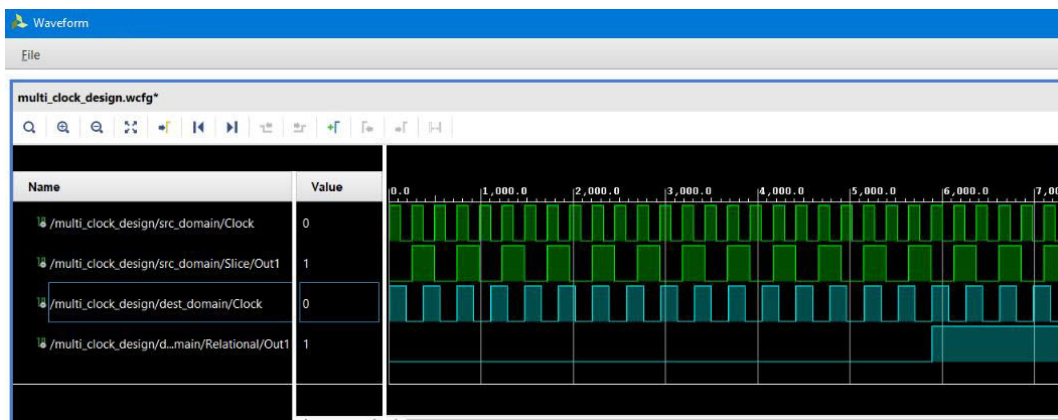 Waveform
File
multi_clock_design.wcfg*
Name Value
0.0 1,000.0 2,000.0 3,000.0 4,000.0 5,000.0 6,000.0 7,00
/multi_clock_design/src_domain/Clock 0
/multi_clock_design/src_domain/Slice/Out1 1
/multi_clock_design/dest_domain/Clock 0
/multi_clock_design/d...main/Relational/Out1 1